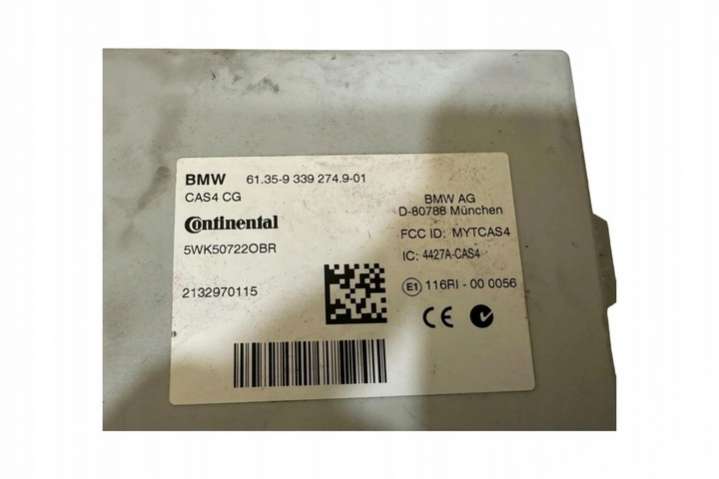 BMW 61.35-9 339 274.9-01
CAS4 CG
Continental
5WK50722OBR
2132970115
BMW AG
D-80788 München
FCC ID: MYTCAS4
IC: 4427A-CAS4
E1 116RI - 00 0056
CE